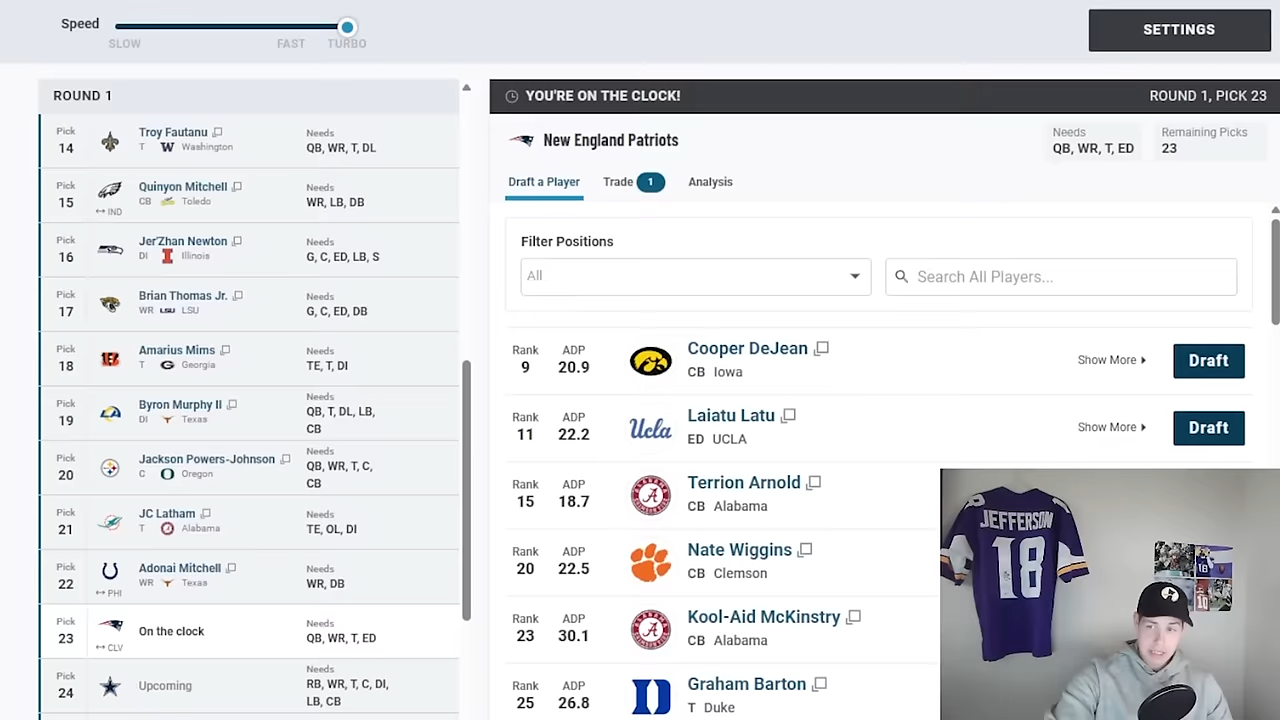 Speed
SLOW
FAST
TURBO
SETTINGS
ROUND 1
Pick 14
Troy Fautanu
T W Washington
Needs
QB, WR, T, DL
Pick 15
↔ IND
Quinyon Mitchell
CB Toledo
Needs
WR, LB, DB
Pick 16
Jer'Zhan Newton
DI I Illinois
Needs
G, C, ED, LB, S
Pick 17
Brian Thomas Jr.
WR LSU LSU
Needs
G, C, ED, DB
Pick 18
Amarius Mims
T G Georgia
Needs
TE, T, DI
Pick 19
Byron Murphy II
DI Texas
Needs
QB, T, DL, LB,
CB
Pick 20
Jackson Powers-Johnson
C O Oregon
Needs
QB, WR, T, C,
CB
Pick 21
JC Latham
T Alabama
Needs
TE, OL, DI
Pick 22
↔ PHI
Adonai Mitchell
WR Texas
Needs
WR, DB
Pick 23
↔ CLV
On the clock
Needs
QB, WR, T, ED
Pick 24
Upcoming
Needs
RB, WR, T, C, DI,
LB, CB
YOU'RE ON THE CLOCK!
ROUND 1, PICK 23
New England Patriots
Needs
QB, WR, T, ED
Remaining Picks
23
Draft a Player
Trade 1
Analysis
Filter Positions
All
Search All Players...
Rank 9
ADP 20.9
Cooper DeJean
CB Iowa
Show More
Draft
Rank 11
ADP 22.2
Ucla
Laiatu Latu
ED UCLA
Show More
Draft
Rank 15
ADP 18.7
A
Terrion Arnold
CB Alabama
Rank 20
ADP 22.5
Nate Wiggins
CB Clemson
Rank 23
ADP 30.1
A
Kool-Aid McKinstry
CB Alabama
Rank 25
ADP 26.8
D
Graham Barton
T Duke
JEFFERSON
18